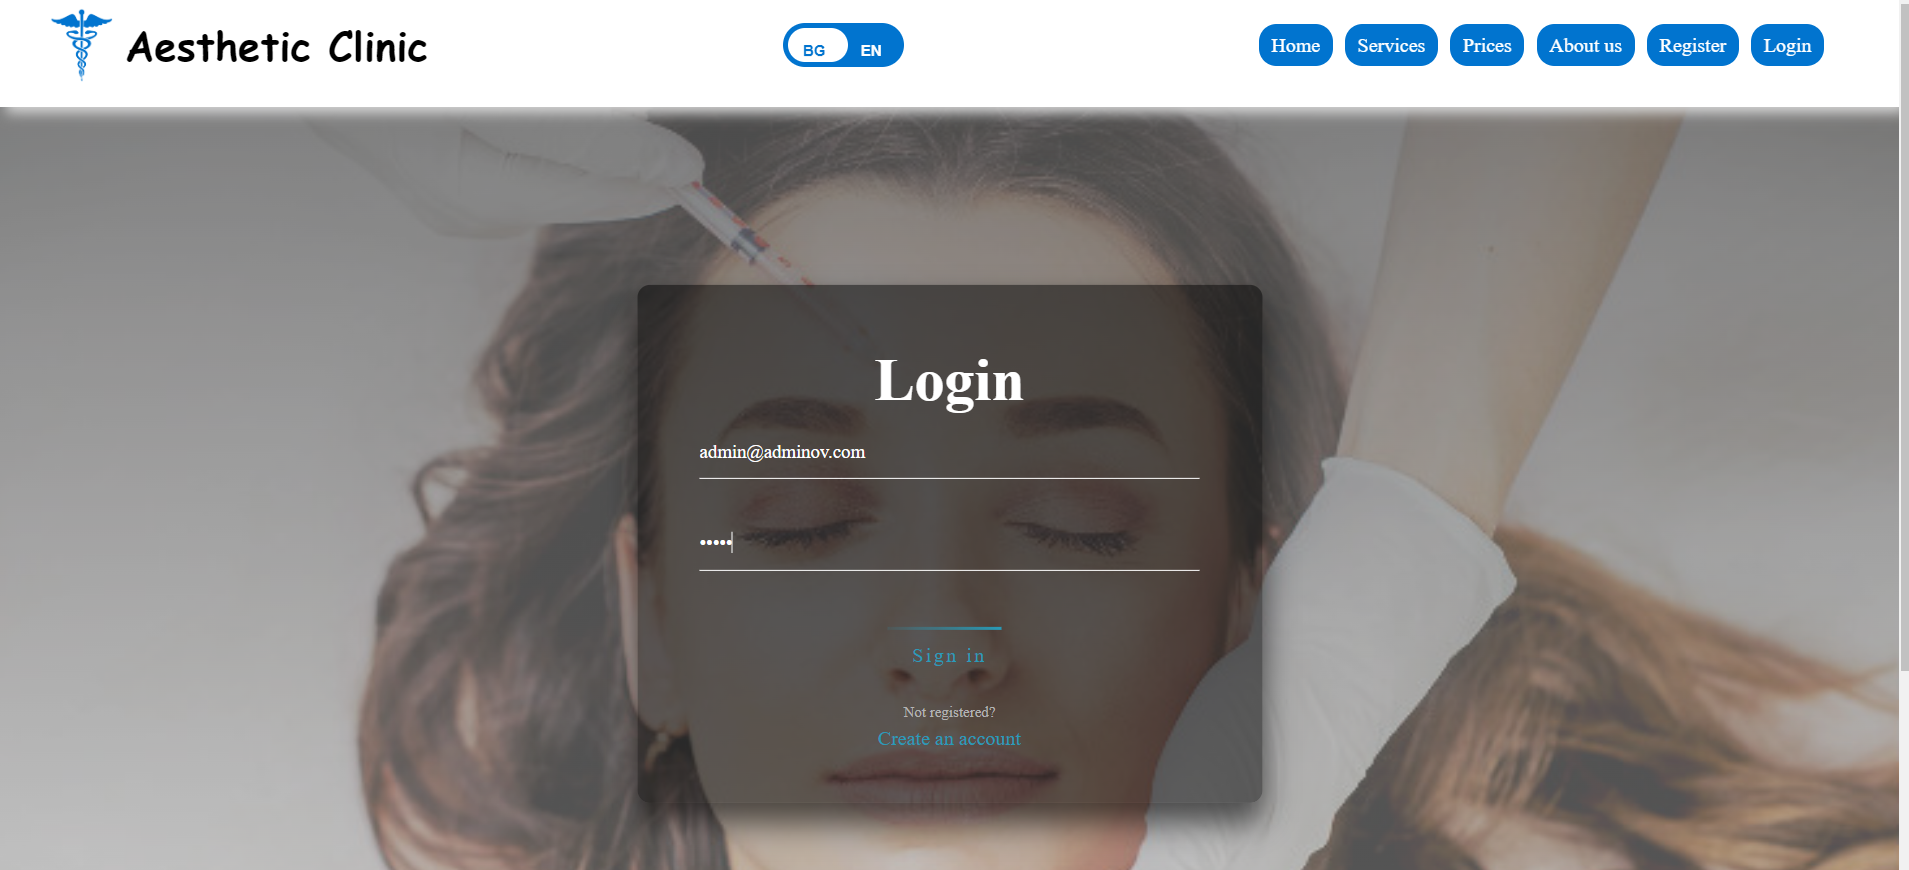 Aesthetic Clinic
BG EN
Home Services Prices About us Register Login
Login
admin@adminov.com
•••••
Sign in
Not registered?
Create an account